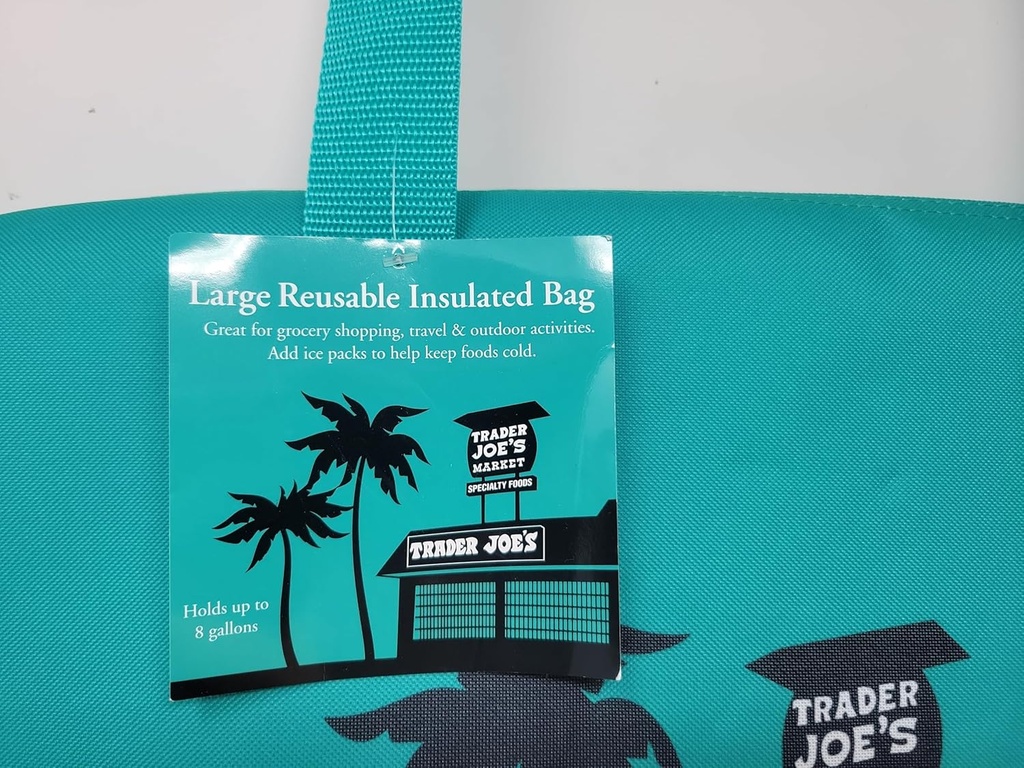 Large Reusable Insulated Bag
Great for grocery shopping, travel & outdoor activities.
Add ice packs to help keep foods cold.
TRADER
JOE'S
MARKET
SPECIALTY FOODS
TRADER JOE'S
Holds up to
8 gallons
TRADER
JOE'S